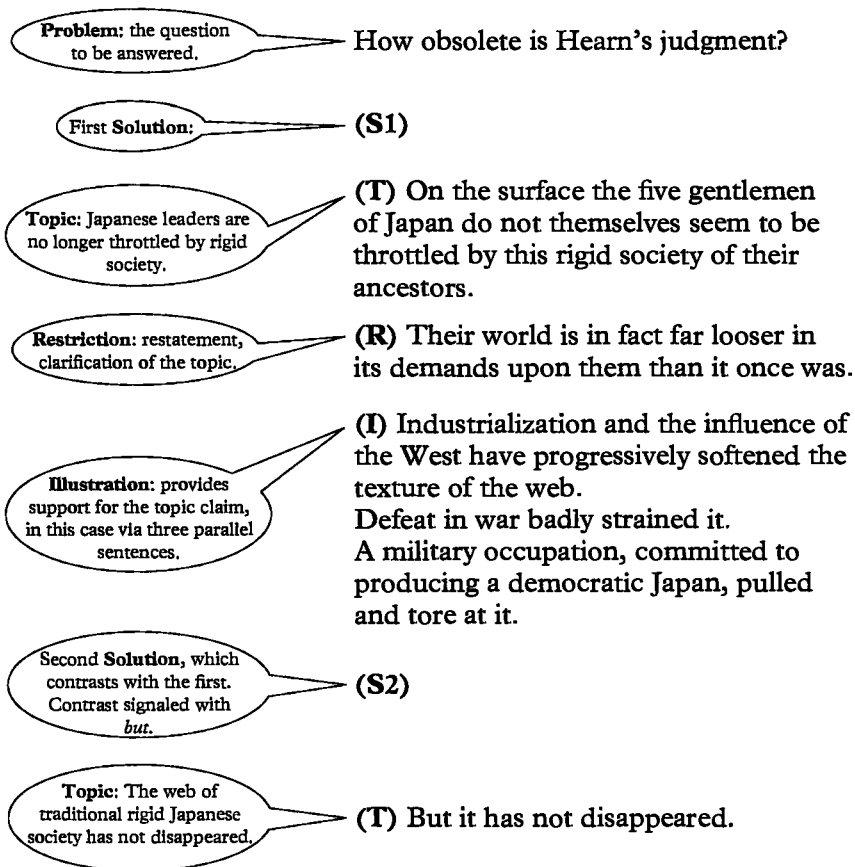 Problem: the question
to be answered.
How obsolete is Hearn's judgment?
First Solution:
(S1)
Topic: Japanese leaders are
no longer throttled by rigid
society.
(T) On the surface the five gentlemen
of Japan do not themselves seem to be
throttled by this rigid society of their
ancestors.
Restriction: restatement,
clarification of the topic.
(R) Their world is in fact far looser in
its demands upon them than it once was.
Illustration: provides
support for the topic claim,
in this case via three parallel
sentences.
(I) Industrialization and the influence of
the West have progressively softened the
texture of the web.
Defeat in war badly strained it.
A military occupation, committed to
producing a democratic Japan, pulled
and tore at it.
Second Solution, which
contrasts with the first.
Contrast signaled with
but.
(S2)
Topic: The web of
traditional rigid Japanese
society has not disappeared.
(T) But it has not disappeared.